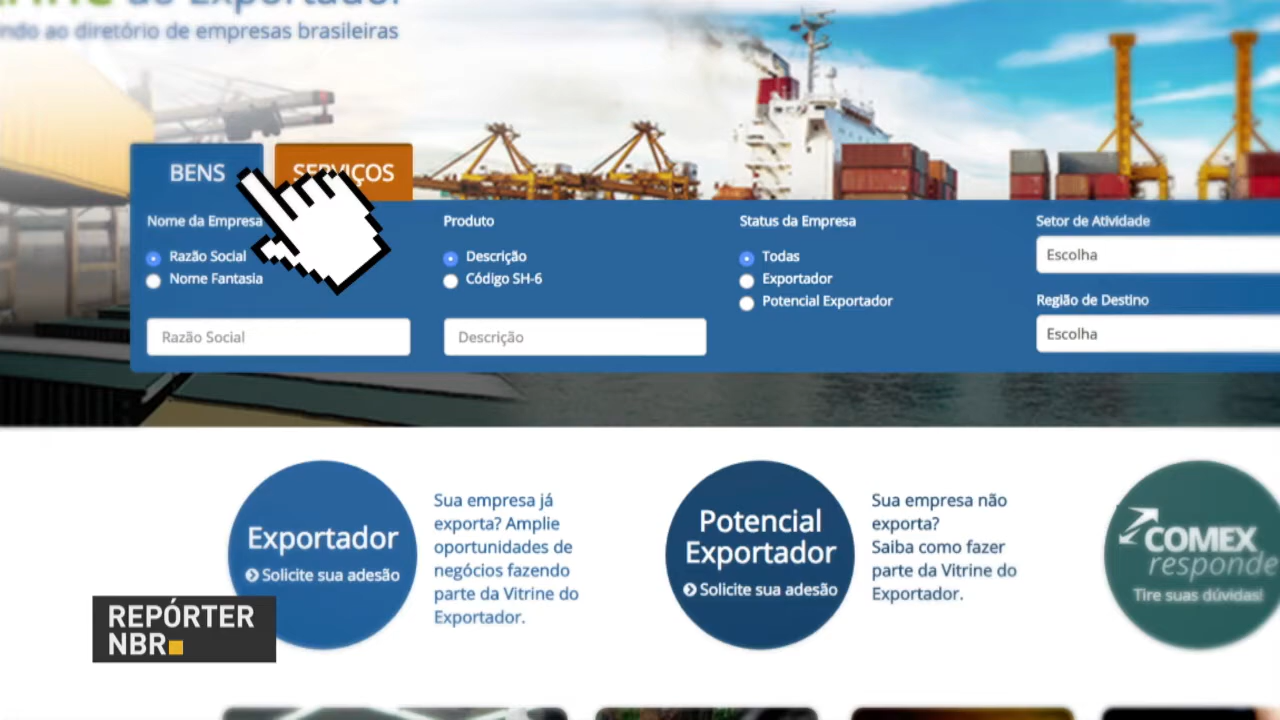 do Exportador
ao diretório de empresas brasileiras
BENS
SERVIÇOS
Nome da Empresa
Produto
Status da Empresa
Setor de Atividade
Razão Social
Descrição
Todas
Escolha
Nome Fantasia
Código SH-6
Exportador
Potencial Exportador
Região de Destino
Razão Social
Descrição
Escolha
Exportador
Solicite sua adesão
Sua empresa já
exporta? Amplie
oportunidades de
negócios fazendo
parte da Vitrine do
Exportador.
Potencial
Exportador
Solicite sua adesão
Sua empresa não
exporta?
Saiba como fazer
parte da Vitrine do
Exportador.
COMEX
responde
Tire suas dúvidas!
REPÓRTER
NBR